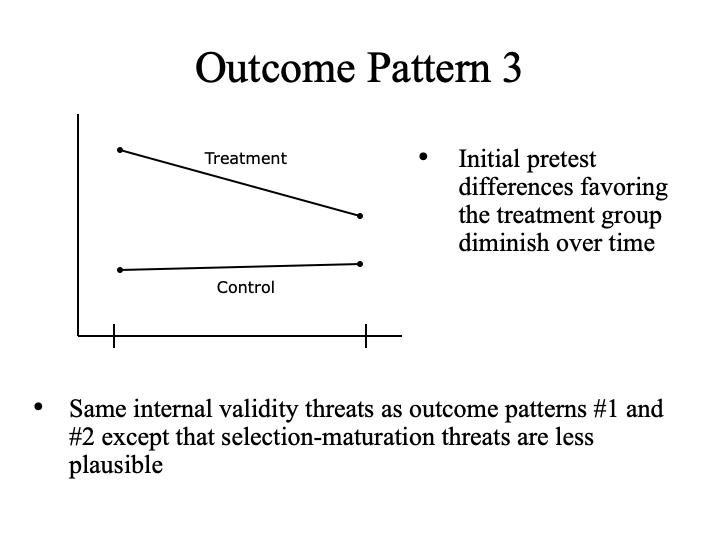 Outcome Pattern 3
Treatment
Control
• Initial pretest
differences favoring
the treatment group
diminish over time
• Same internal validity threats as outcome patterns #1 and
#2 except that selection-maturation threats are less
plausible